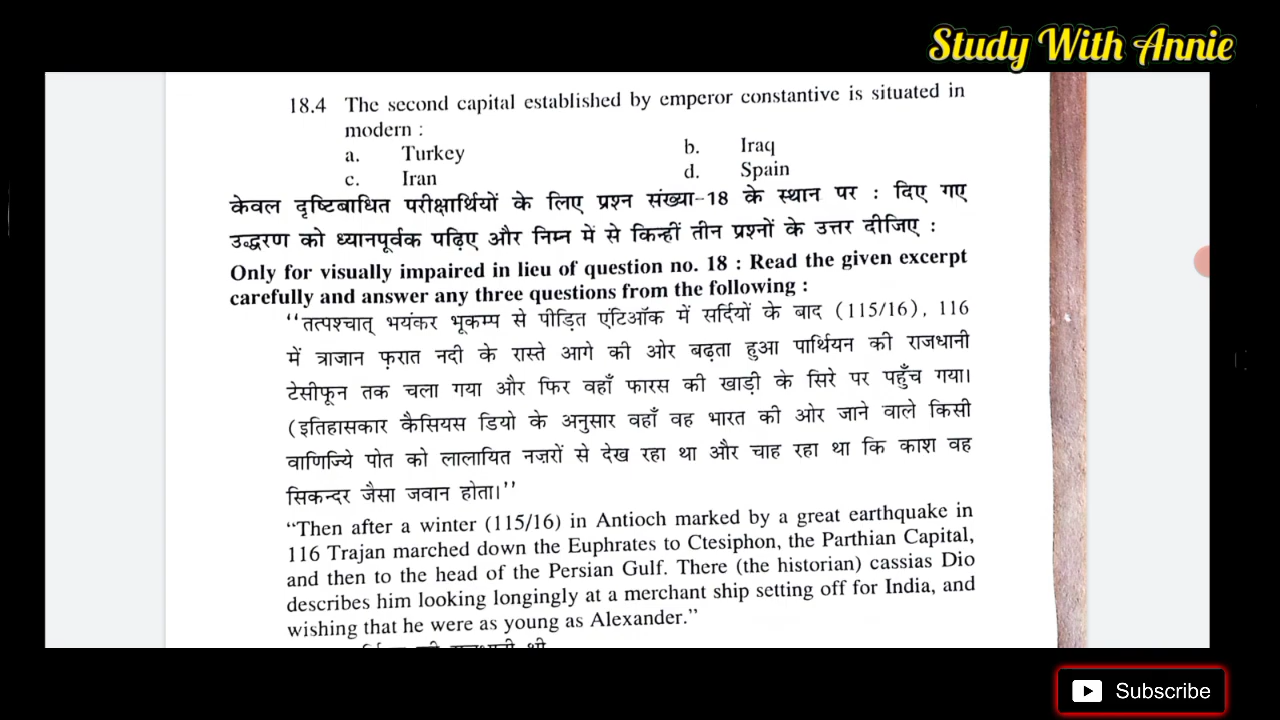 Study With Annie
18.4 The second capital established by emperor constantive is situated in
modern :
a. Turkey b. Iraq
c. Iran d. Spain
केवल दृष्टिबाधित परीक्षार्थियों के लिए प्रश्न संख्या-18 के स्थान पर : दिए गए
उद्धरण को ध्यानपूर्वक पढ़िए और निम्न में से किन्हीं तीन प्रश्नों के उत्तर दीजिए :
Only for visually impaired in lieu of question no. 18 : Read the given excerpt
carefully and answer any three questions from the following :
“तत्पश्चात् भयंकर भूकम्प से पीड़ित एंटिऑक में सर्दियों के बाद (115/16), 116
में त्राजान फ़रात नदी के रास्ते आगे की ओर बढ़ता हुआ पार्थियन की राजधानी
टेसीफून तक चला गया और फिर वहाँ फारस की खाड़ी के सिरे पर पहुँच गया।
(इतिहासकार कैसियस डियो के अनुसार वहाँ वह भारत की ओर जाने वाले किसी
वाणिज्यि पोत को लालायित नज़रों से देख रहा था और चाह रहा था कि काश वह
सिकन्दर जैसा जवान होता।”
“Then after a winter (115/16) in Antioch marked by a great earthquake in
116 Trajan marched down the Euphrates to Ctesiphon, the Parthian Capital,
and then to the head of the Persian Gulf. There (the historian) cassias Dio
describes him looking longingly at a merchant ship setting off for India, and
wishing that he were as young as Alexander.”
Subscribe